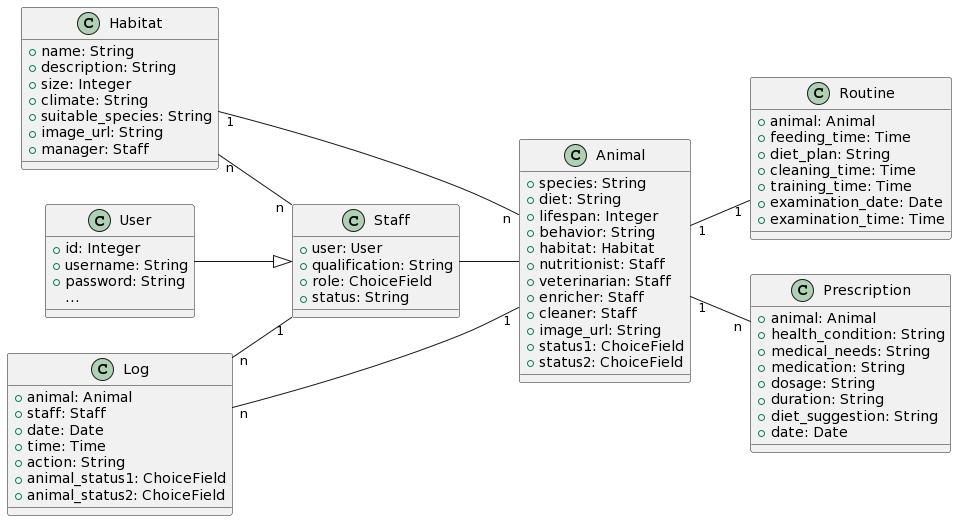 C Habitat
name: String
description: String
size: Integer
climate: String
suitable_species: String
image_url: String
manager: Staff
1
n
n
n
C User
id: Integer
username: String
password: String
...
C Staff
user: User
qualification: String
role: ChoiceField
status: String
1
n
C Log
animal: Animal
staff: Staff
date: Date
time: Time
action: String
animal_status1: ChoiceField
animal_status2: ChoiceField
n
1
C Animal
species: String
diet: String
lifespan: Integer
behavior: String
habitat: Habitat
nutritionist: Staff
veterinarian: Staff
enricher: Staff
cleaner: Staff
image_url: String
status1: ChoiceField
status2: ChoiceField
1
1
1
n
C Routine
animal: Animal
feeding_time: Time
diet_plan: String
cleaning_time: Time
training_time: Time
examination_date: Date
examination_time: Time
C Prescription
animal: Animal
health_condition: String
medical_needs: String
medication: String
dosage: String
duration: String
diet_suggestion: String
date: Date